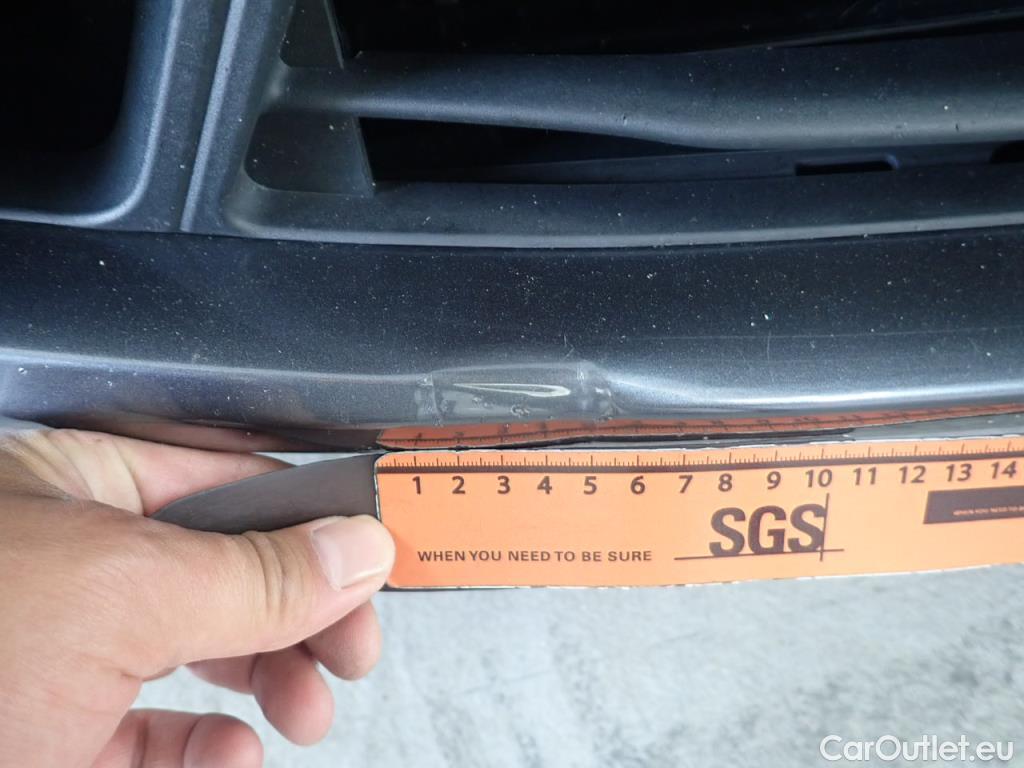 1 2 3 4 5 6 7 8 9 10 11 12 13 14
SGS
WHEN YOU NEED TO BE SURE
CarOutlet.eu